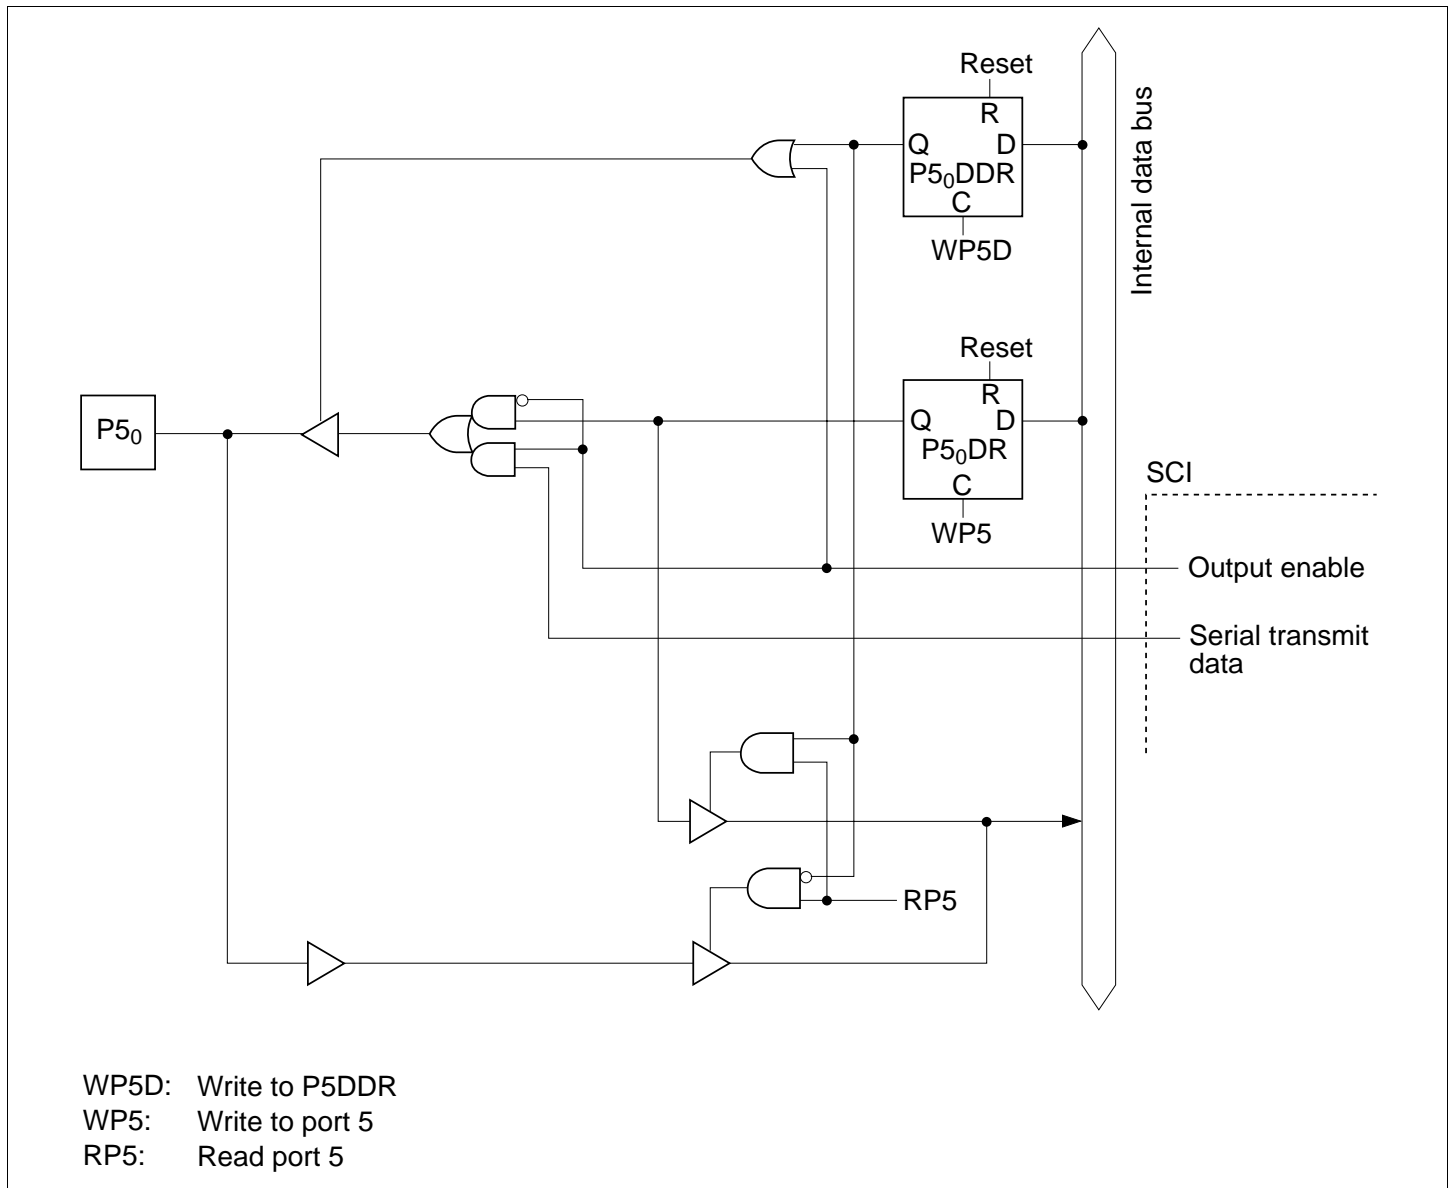 Reset
R
Q D
P5₀DDR
C
WP5D
Internal data bus
Reset
R
Q D
P5₀DR
C
WP5
P5₀
SCI
Output enable
Serial transmit
data
RP5
WP5D: Write to P5DDR
WP5: Write to port 5
RP5: Read port 5